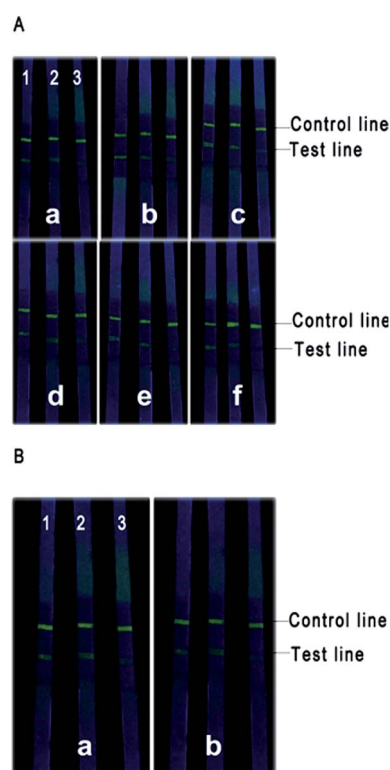 A
1 2 3
Control line
Test line
a b c
Control line
Test line
d e f
B
1 2 3
Control line
Test line
a b